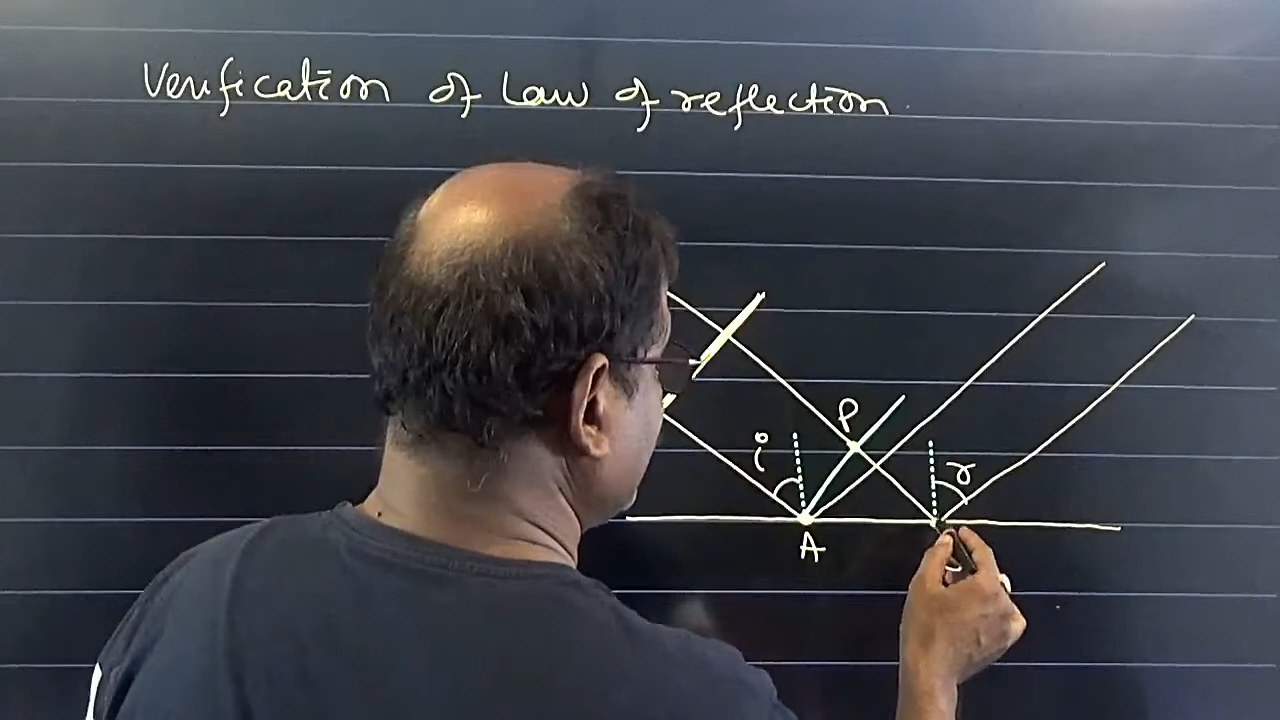 Verification of Law of reflection.
P
i
r
A